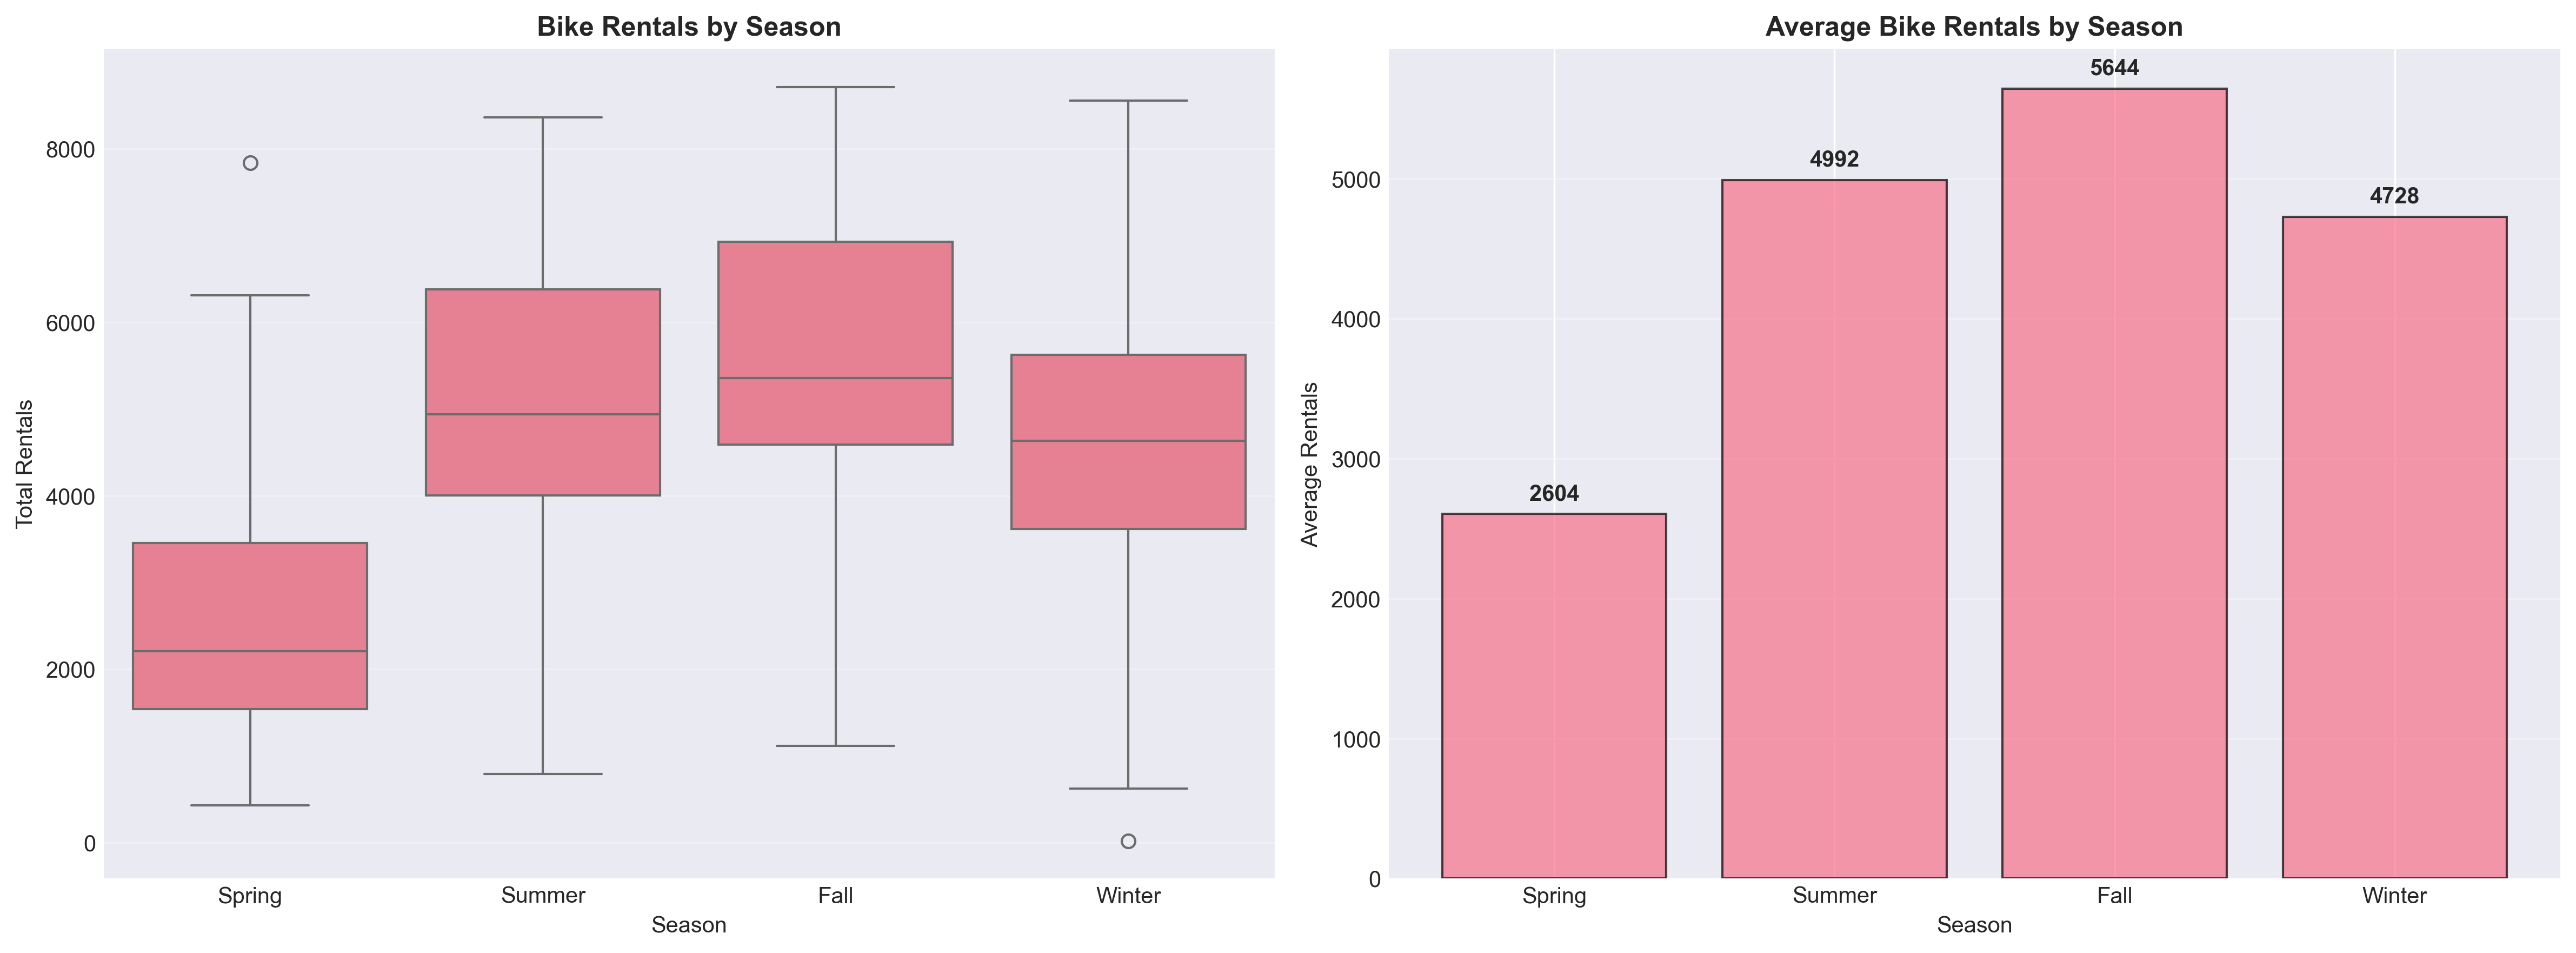 Bike Rentals by Season
Total Rentals
8000
6000
4000
2000
0
Spring Summer Fall Winter
Season
Average Bike Rentals by Season
Average Rentals
5000
4000
3000
2000
1000
0
2604
4992
5644
4728
Spring Summer Fall Winter
Season